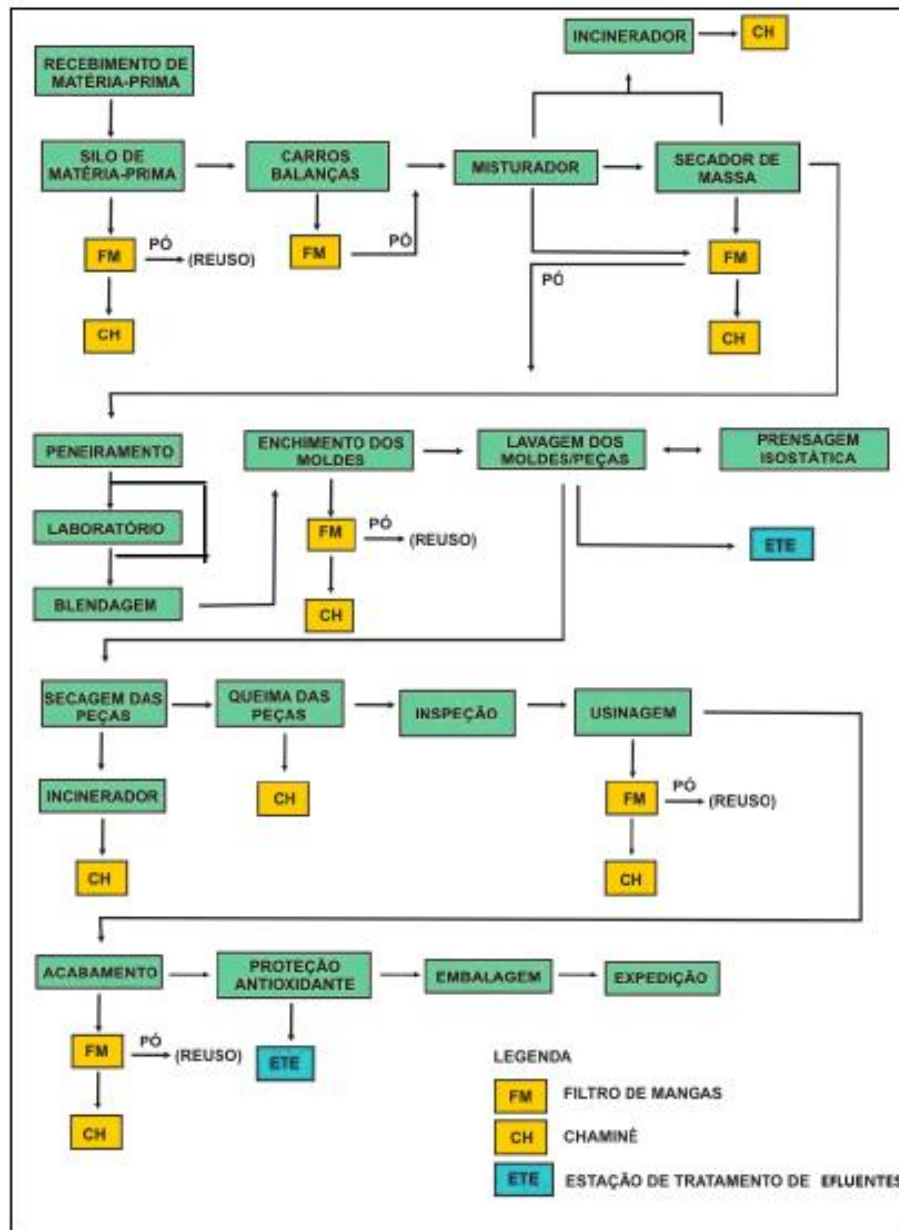 INCINERADOR
CH
RECEBIMENTO DE
MATÉRIA-PRIMA
SILO DE
MATÉRIA-PRIMA
CARROS
BALANÇAS
MISTURADOR
SECADOR DE
MASSA
FM
PÓ
(REUSO)
FM
PÓ
FM
PÓ
CH
CH
PENEIRAMENTO
ENCHIMENTO DOS
MOLDES
LAVAGEM DOS
MOLDES/PEÇAS
PRENSAGEM
ISOSTÁTICA
LABORATÓRIO
FM
PÓ
(REUSO)
ETE
BLENDAGEM
CH
SECAGEM DAS
PEÇAS
QUEIMA DAS
PEÇAS
INSPEÇÃO
USINAGEM
INCINERADOR
CH
FM
PÓ
(REUSO)
CH
CH
ACABAMENTO
PROTEÇÃO
ANTIOXIDANTE
EMBALAGEM
EXPEDIÇÃO
FM
PÓ
(REUSO)
ETE
CH
LEGENDA
FM FILTRO DE MANGAS
CH CHAMINÉ
ETE ESTAÇÃO DE TRATAMENTO DE EFLUENTES